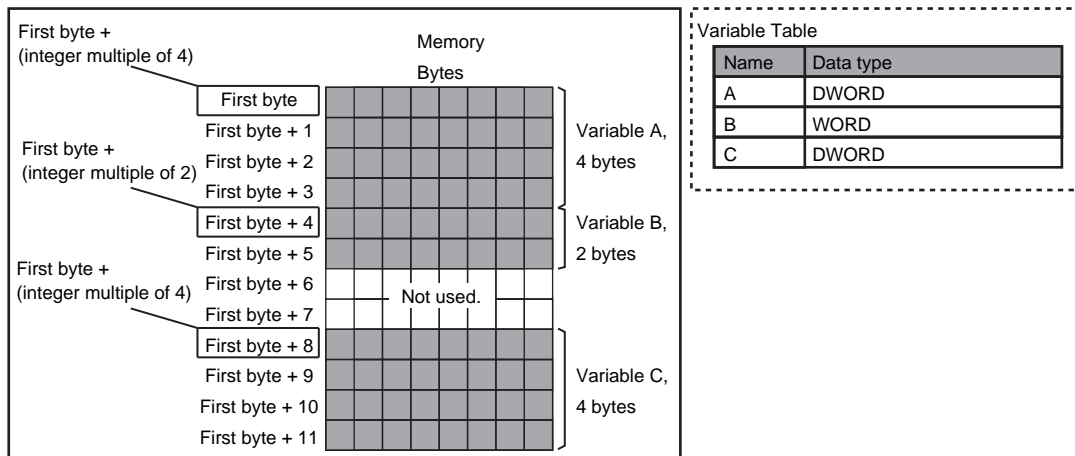 First byte +
(integer multiple of 4)
Memory
Bytes
First byte
First byte + 1
First byte + 2
First byte + 3
Variable A,
4 bytes
First byte +
(integer multiple of 2)
First byte + 4
First byte + 5
Variable B,
2 bytes
First byte + 6
First byte + 7
Not used.
First byte +
(integer multiple of 4)
First byte + 8
First byte + 9
First byte + 10
First byte + 11
Variable C,
4 bytes
Variable Table
Name Data type
A DWORD
B WORD
C DWORD